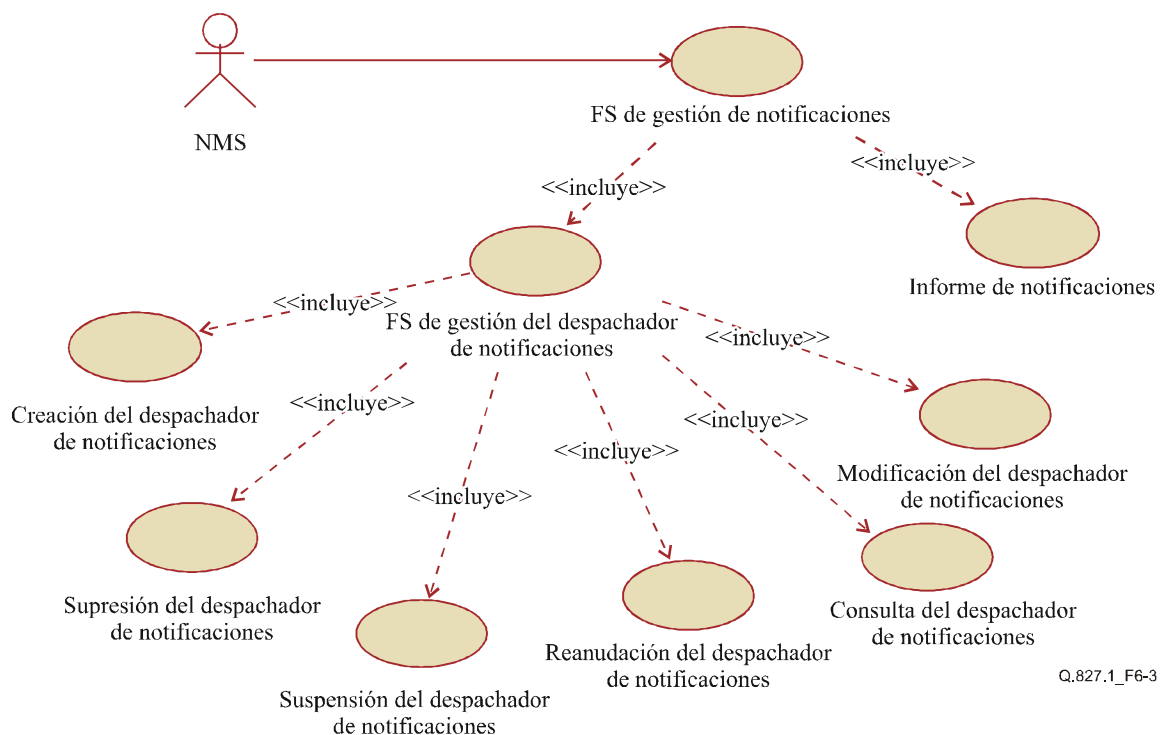 FS de gestión de notificaciones
NMS
<<incluye>>
<<incluye>>
Informe de notificaciones
<<incluye>>
FS de gestión del despachador
de notificaciones
<<incluye>>
Creación del despachador
de notificaciones
<<incluye>>
<<incluye>>
<<incluye>>
<<incluye>>
Modificación del despachador
de notificaciones
Supresión del despachador
de notificaciones
Consulta del despachador
de notificaciones
Reanudación del despachador
de notificaciones
Suspensión del despachador
de notificaciones
Q.827.1_F6-3